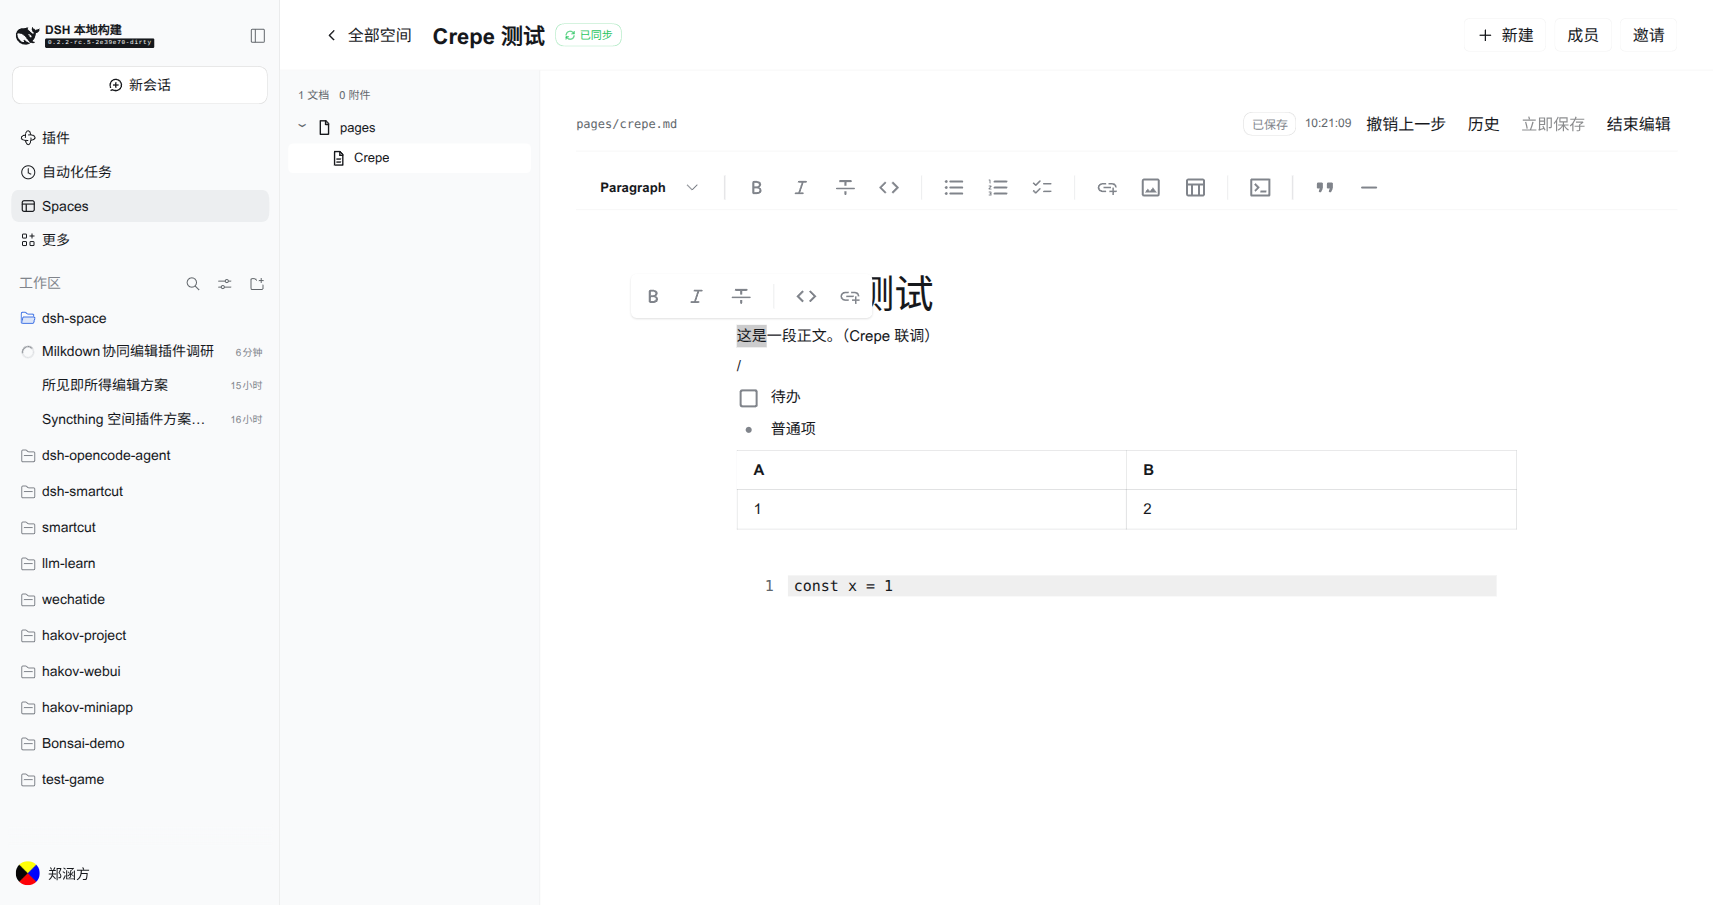 DSH 本地构建
0.2.2-rc.5-2e39e70-dirty
新会话
插件
自动化任务
Spaces
更多
工作区
dsh-space
Milkdown 协同编辑插件调研 6分钟
所见即所得编辑方案 15小时
Syncthing 空间插件方案… 16小时
dsh-opencode-agent
dsh-smartcut
smartcut
llm-learn
wechatide
hakov-project
hakov-webui
hakov-miniapp
Bonsai-demo
test-game
郑涵方
全部空间 Crepe 测试 已同步
新建 成员 邀请
1 文档 0 附件
pages
Crepe
pages/crepe.md
已保存 10:21:09 撤销上一步 历史 立即保存 结束编辑
Paragraph
测试
这是一段正文。（Crepe 联调）
/
待办
普通项
A B
1 2
1 const x = 1